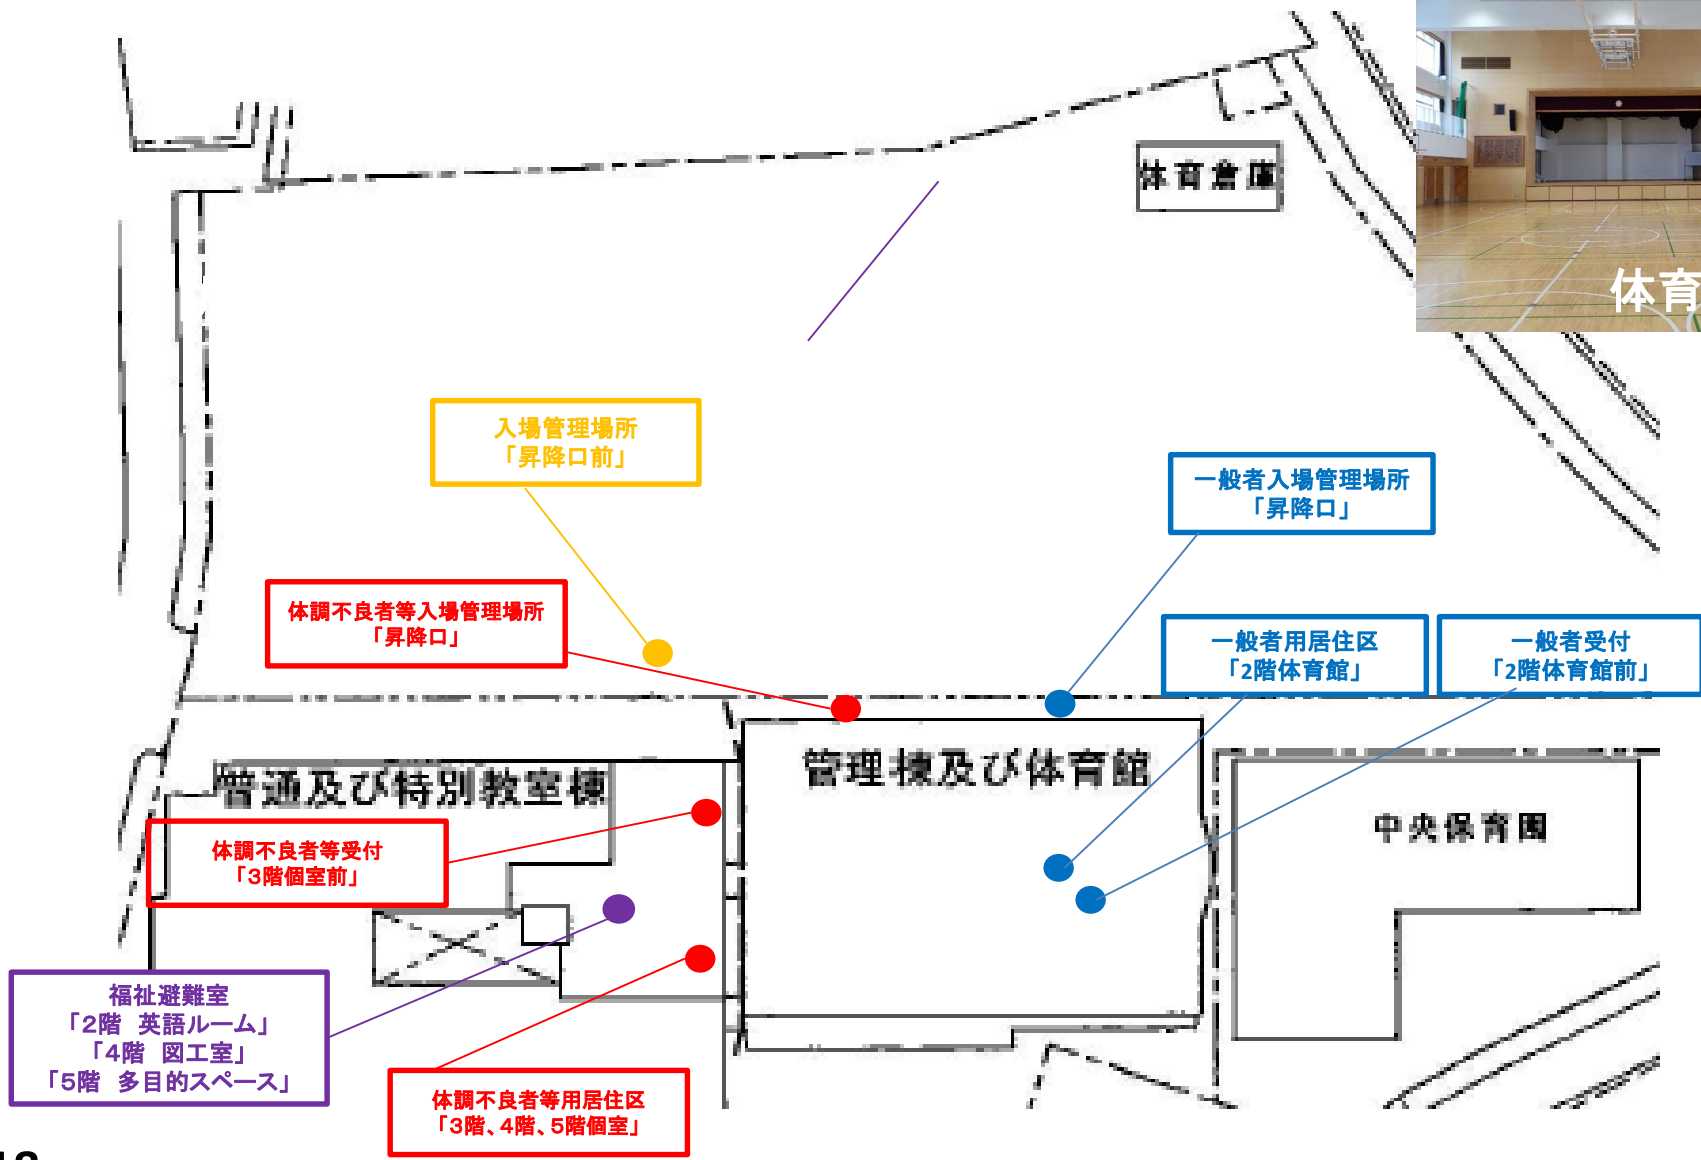 体育
体育倉庫
入場管理場所
「昇降口前」
一般者入場管理場所
「昇降口」
体調不良者等入場管理場所
「昇降口」
一般者用居住区
「2階体育館」
一般者受付
「2階体育館前」
管理棟及び体育館
普通及び特別教室棟
中央保育園
体調不良者等受付
「3階個室前」
福祉避難室
「2階 英語ルーム」
「4階 図工室」
「5階 多目的スペース」
体調不良者等用居住区
「3階、4階、5階個室」